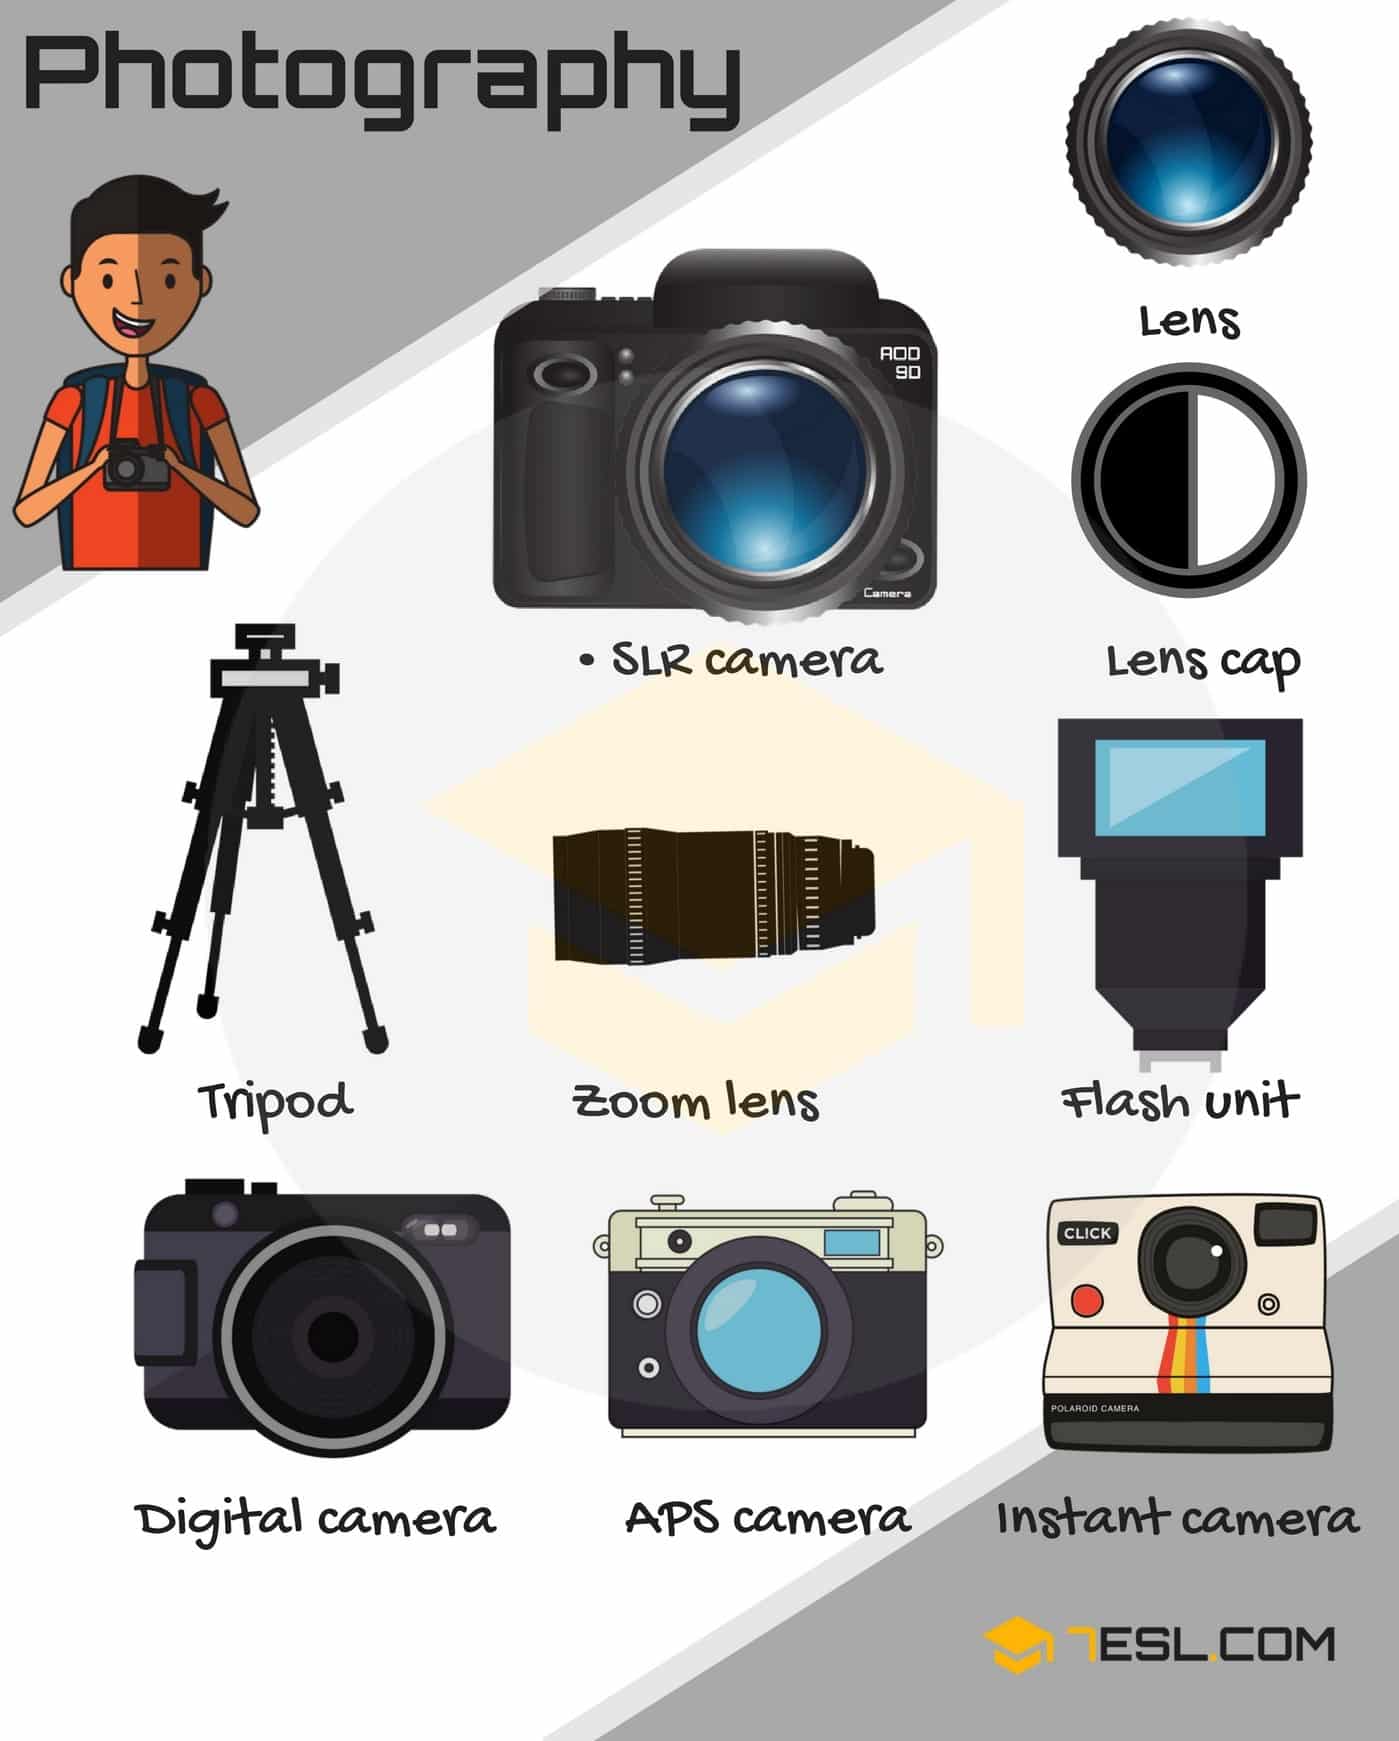 Photography
Lens
AOD
9D
Camera
• SLR camera
Lens cap
Tripod
Zoom lens
Flash unit
CLICK
POLAROID CAMERA
Digital camera
APS camera
Instant camera
7ESL.COM